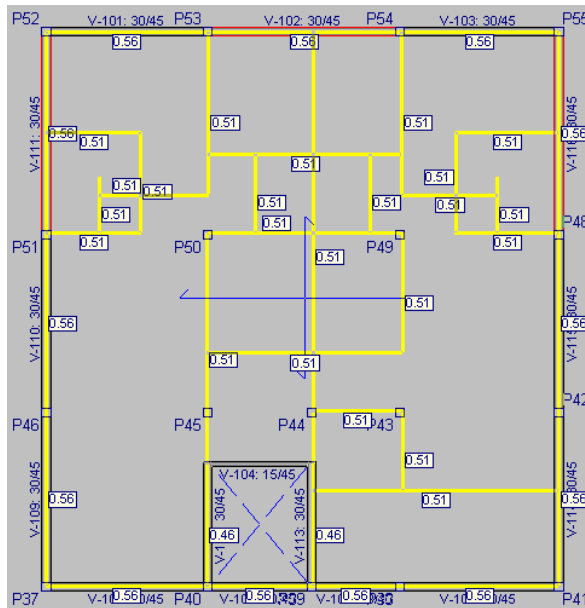 P52
V-101: 30/45
P53
V-102: 30/45
P54
V-103: 30/45
P55
0.56
0.56
0.56
0.51
0.51
V-111: 30/45
0.56
0.51
0.51
0.56
0.51
0.51
0.51
0.51
0.51
0.51
0.51
0.51
0.51
0.51
0.51
P51
0.51
P50
0.51
P49
0.51
P48
V-110: 30/45
0.56
0.51
0.56
0.51
0.51
P46
P45
P44
0.51
P43
P42
0.51
V-104: 15/45
V-109: 30/45
0.56
30/45
0.46
V-113: 30/45
0.46
0.51
0.56
P37
0.56
P40
0.56
0.56
0.56
P41